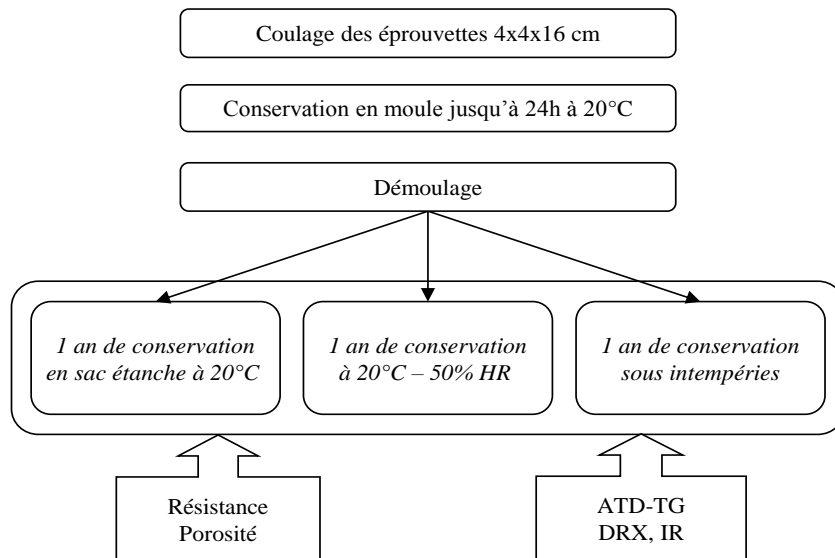 Coulage des éprouvettes 4x4x16 cm
Conservation en moule jusqu’à 24h à 20°C
Démoulage
1 an de conservation
en sac étanche à 20°C
1 an de conservation
à 20°C – 50% HR
1 an de conservation
sous intempéries
Résistance
Porosité
ATD-TG
DRX, IR